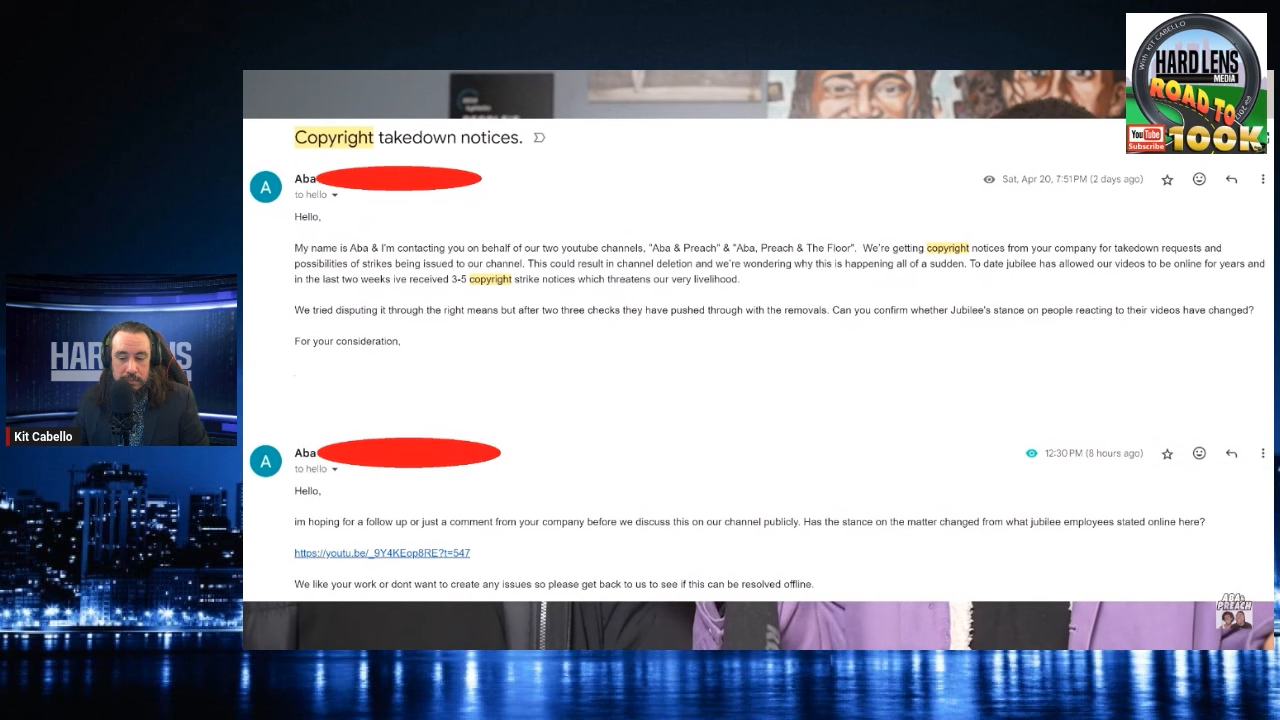 With KIT CABELLO
HARD LENS
MEDIA
ROAD TO
YouTube
Subscribe
100K
Copyright takedown notices.
A
Aba
Sat, Apr 20, 7:51 PM (2 days ago)
to hello
Hello,
My name is Aba & I'm contacting you on behalf of our two youtube channels, "Aba & Preach" & "Aba, Preach & The Floor". We're getting copyright notices from your company for takedown requests and
possibilities of strikes being issued to our channel. This could result in channel deletion and we're wondering why this is happening all of a sudden. To date jubilee has allowed our videos to be online for years and
in the last two weeks ive received 3-5 copyright strike notices which threatens our very livelihood.
We tried disputing it through the right means but after two three checks they have pushed through with the removals. Can you confirm whether Jubilee's stance on people reacting to their videos have changed?
For your consideration,
HAR S
Kit Cabello
A
Aba
12:30 PM (8 hours ago)
to hello
Hello,
im hoping for a follow up or just a comment from your company before we discuss this on our channel publicly. Has the stance on the matter changed from what jubilee employees stated online here?
https://youtu.be/_9Y4KEop8RE?t=547
We like your work or dont want to create any issues so please get back to us to see if this can be resolved offline.
ABA &
PREACH